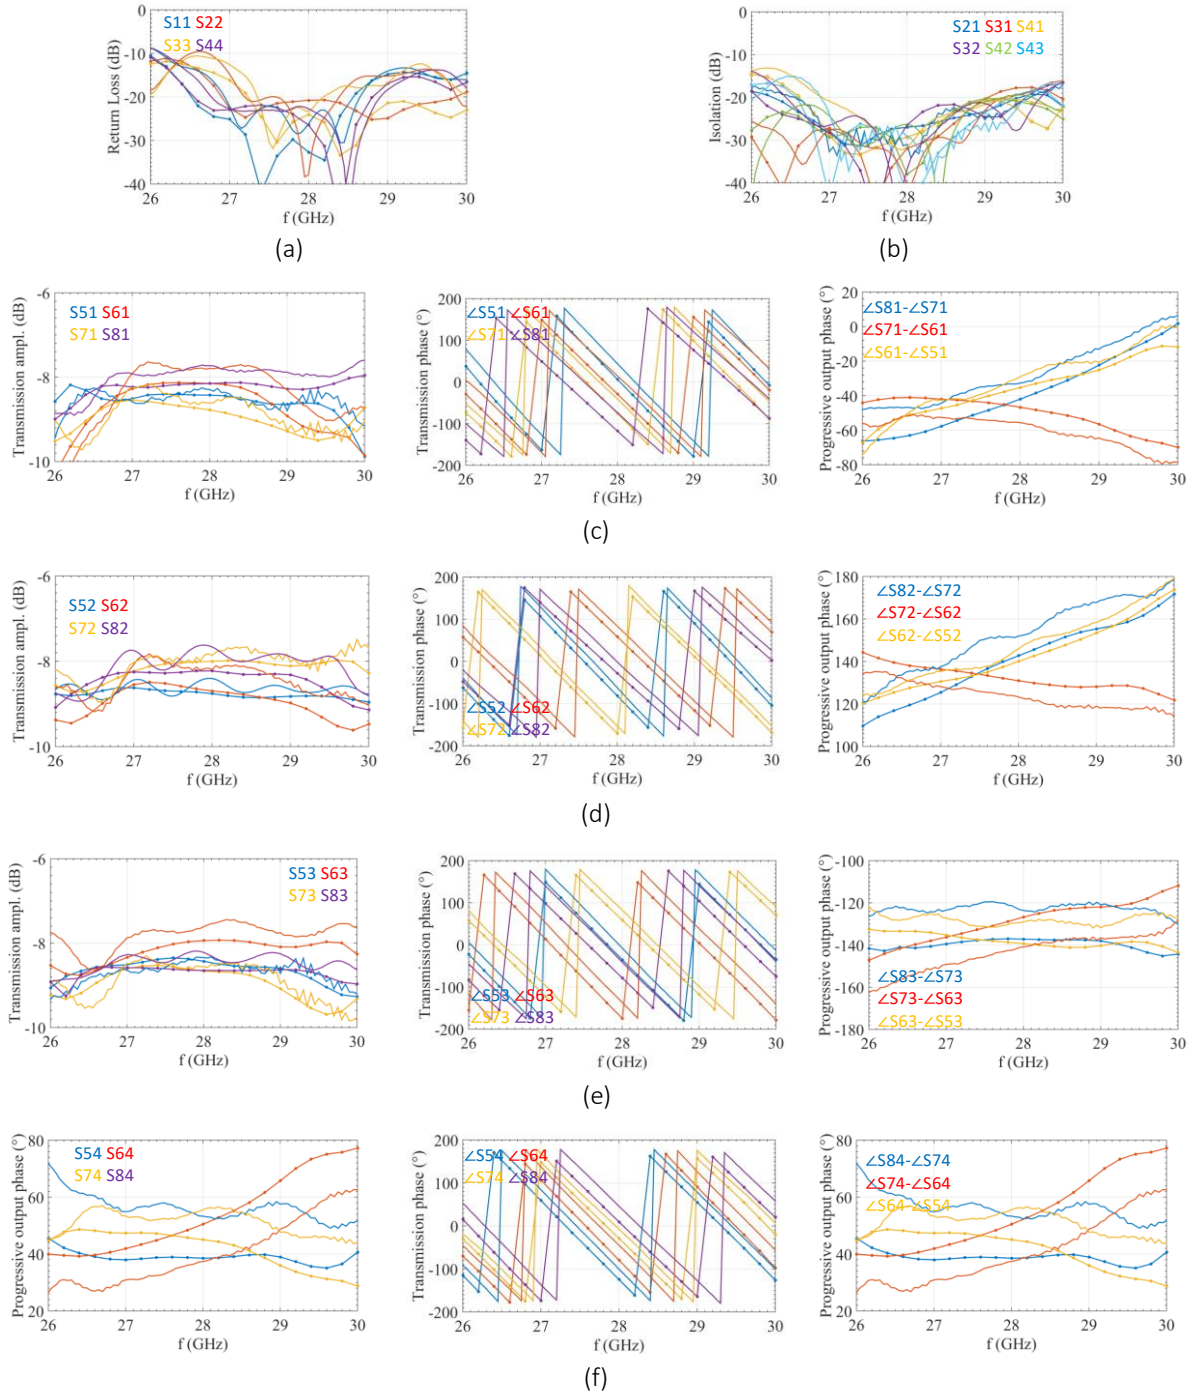 0
-10
-20
-30
-40
Return Loss (dB)
S11 S22
S33 S44
26 27 28 29 30
f (GHz)
(a)
0
-10
-20
-30
-40
Isolation (dB)
S21 S31 S41
S32 S42 S43
26 27 28 29 30
f (GHz)
(b)
-6
-8
-10
Transmission ampl. (dB)
S51 S61
S71 S81
26 27 28 29 30
f (GHz)
200
100
0
-100
-200
Transmission phase (°)
∠S51 ∠S61
∠S71 ∠S81
26 27 28 29 30
f (GHz)
20
0
-20
-40
-60
-80
Progressive output phase (°)
∠S81-∠S71
∠S71-∠S61
∠S61-∠S51
26 27 28 29 30
f (GHz)
(c)
-6
-8
-10
Transmission ampl. (dB)
S52 S62
S72 S82
26 27 28 29 30
f (GHz)
200
100
0
-100
-200
Transmission phase (°)
∠S52 ∠S62
∠S72 ∠S82
26 27 28 29 30
f (GHz)
180
160
140
120
100
Progressive output phase (°)
∠S82-∠S72
∠S72-∠S62
∠S62-∠S52
26 27 28 29 30
f (GHz)
(d)
-6
-8
-10
Transmission ampl. (dB)
S53 S63
S73 S83
26 27 28 29 30
f (GHz)
200
100
0
-100
-200
Transmission phase (°)
∠S53 ∠S63
∠S73 ∠S83
26 27 28 29 30
f (GHz)
-100
-120
-140
-160
-180
Progressive output phase (°)
∠S83-∠S73
∠S73-∠S63
∠S63-∠S53
26 27 28 29 30
f (GHz)
(e)
80
60
40
20
Progressive output phase (°)
S54 S64
S74 S84
26 27 28 29 30
f (GHz)
200
100
0
-100
-200
Transmission phase (°)
∠S54 ∠S64
∠S74 ∠S84
26 27 28 29 30
f (GHz)
80
60
40
20
Progressive output phase (°)
∠S84-∠S74
∠S74-∠S64
∠S64-∠S54
26 27 28 29 30
f (GHz)
(f)